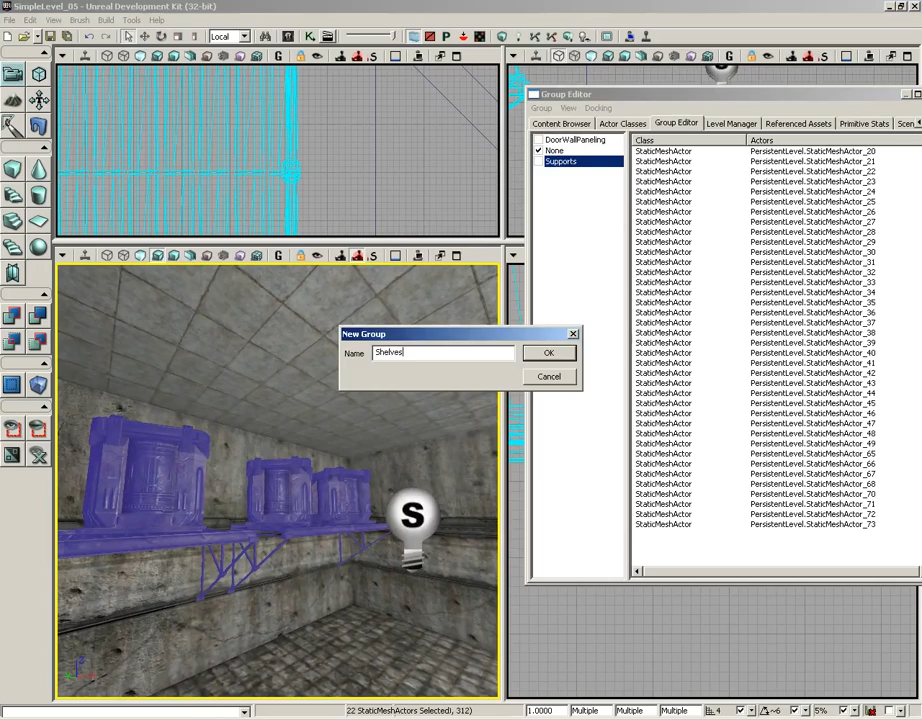 SimpleLevel_05 - Unreal Development Kit (32-bit)
File Edit View Brush Build Tools Help
Local
G
Group Editor
Group View Docking
Content Browser Actor Classes Group Editor Level Manager Referenced Assets Primitive Stats Scen
DoorWallPaneling
None
Supports
Class Actors
StaticMeshActor PersistentLevel.StaticMeshActor_20
StaticMeshActor PersistentLevel.StaticMeshActor_21
StaticMeshActor PersistentLevel.StaticMeshActor_22
StaticMeshActor PersistentLevel.StaticMeshActor_23
StaticMeshActor PersistentLevel.StaticMeshActor_24
StaticMeshActor PersistentLevel.StaticMeshActor_25
StaticMeshActor PersistentLevel.StaticMeshActor_26
StaticMeshActor PersistentLevel.StaticMeshActor_27
StaticMeshActor PersistentLevel.StaticMeshActor_28
StaticMeshActor PersistentLevel.StaticMeshActor_29
StaticMeshActor PersistentLevel.StaticMeshActor_30
StaticMeshActor PersistentLevel.StaticMeshActor_31
StaticMeshActor PersistentLevel.StaticMeshActor_32
StaticMeshActor PersistentLevel.StaticMeshActor_33
StaticMeshActor PersistentLevel.StaticMeshActor_34
StaticMeshActor PersistentLevel.StaticMeshActor_35
StaticMeshActor PersistentLevel.StaticMeshActor_36
StaticMeshActor PersistentLevel.StaticMeshActor_37
StaticMeshActor PersistentLevel.StaticMeshActor_38
StaticMeshActor PersistentLevel.StaticMeshActor_39
StaticMeshActor PersistentLevel.StaticMeshActor_40
StaticMeshActor PersistentLevel.StaticMeshActor_41
StaticMeshActor PersistentLevel.StaticMeshActor_42
StaticMeshActor PersistentLevel.StaticMeshActor_43
StaticMeshActor PersistentLevel.StaticMeshActor_44
StaticMeshActor PersistentLevel.StaticMeshActor_45
StaticMeshActor PersistentLevel.StaticMeshActor_46
StaticMeshActor PersistentLevel.StaticMeshActor_47
StaticMeshActor PersistentLevel.StaticMeshActor_48
StaticMeshActor PersistentLevel.StaticMeshActor_49
StaticMeshActor PersistentLevel.StaticMeshActor_65
StaticMeshActor PersistentLevel.StaticMeshActor_66
StaticMeshActor PersistentLevel.StaticMeshActor_67
StaticMeshActor PersistentLevel.StaticMeshActor_68
StaticMeshActor PersistentLevel.StaticMeshActor_70
StaticMeshActor PersistentLevel.StaticMeshActor_71
StaticMeshActor PersistentLevel.StaticMeshActor_72
StaticMeshActor PersistentLevel.StaticMeshActor_73
G
New Group
Name Shelves OK
Cancel
S
22 StaticMeshActors Selected), 312) 1.0000 Multiple Multiple Multiple 4 ~6 5%